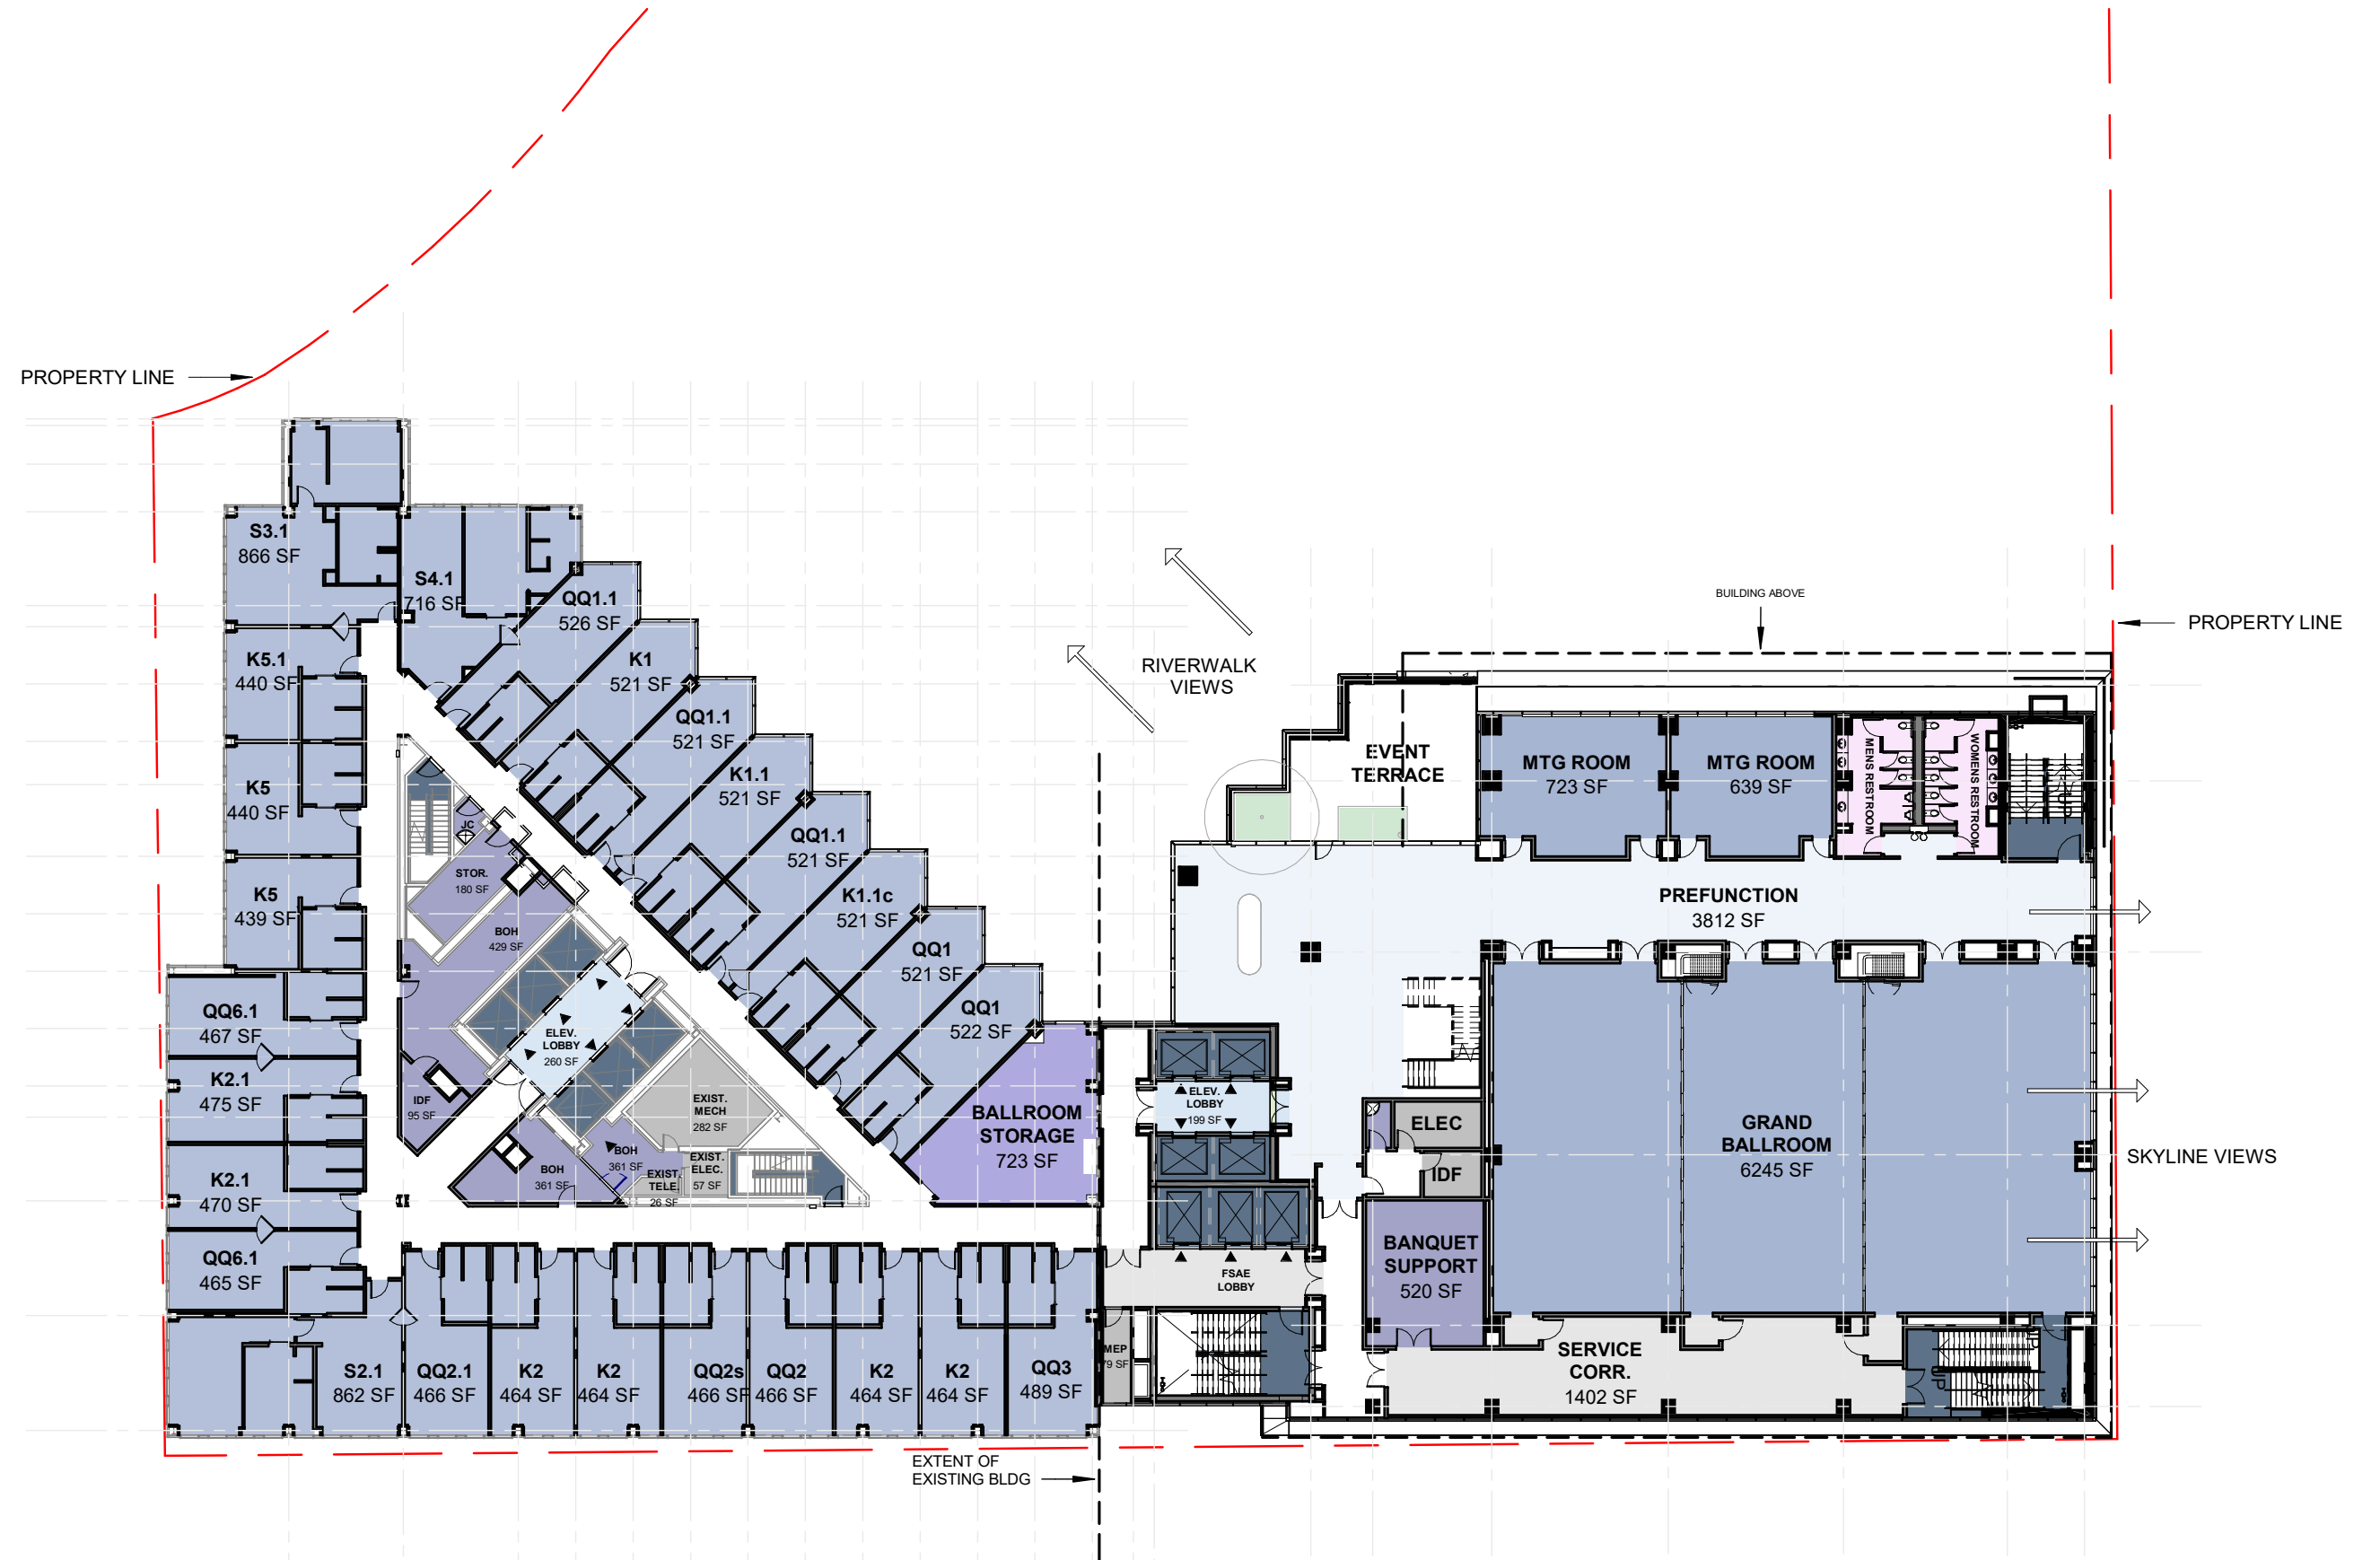 PROPERTY LINE
S3.1
866 SF
S4.1
716 SF
QQ1.1
526 SF
K5.1
440 SF
K1
521 SF
QQ1.1
521 SF
K5
440 SF
K1.1
521 SF
QQ1.1
521 SF
K5
439 SF
K1.1c
521 SF
QQ1
521 SF
QQ1
522 SF
QQ6.1
467 SF
K2.1
475 SF
K2.1
470 SF
QQ6.1
465 SF
JC
STOR.
180 SF
BOH
429 SF
ELEV.
LOBBY
260 SF
IDF
95 SF
EXIST.
MECH
282 SF
BOH
361 SF
BOH
361 SF
EXIST.
ELEC.
57 SF
EXIST.
TELE.
26 SF
BALLROOM
STORAGE
723 SF
S2.1
862 SF
QQ2.1
466 SF
K2
464 SF
K2
464 SF
QQ2s
466 SF
QQ2
466 SF
K2
464 SF
K2
464 SF
QQ3
489 SF
EXTENT OF
EXISTING BLDG
RIVERWALK
VIEWS
BUILDING ABOVE
PROPERTY LINE
EVENT
TERRACE
MTG ROOM
723 SF
MTG ROOM
639 SF
MENS RESTROOM
WOMENS RESTROOM
UP
PREFUNCTION
3812 SF
ELEV.
LOBBY
199 SF
ELEC
IDF
GRAND
BALLROOM
6245 SF
SKYLINE VIEWS
BANQUET
SUPPORT
520 SF
FSAE
LOBBY
MEP
79 SF
SERVICE
CORR.
1402 SF
UP